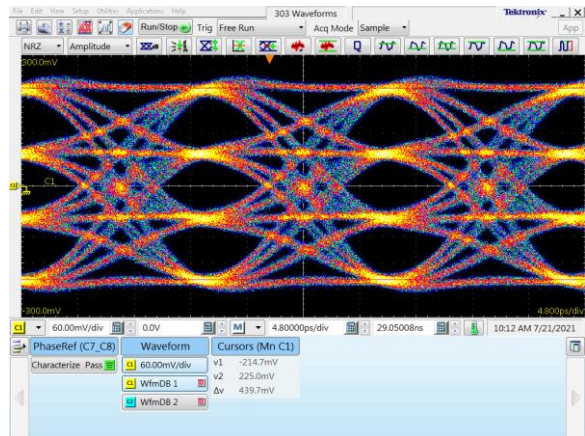 File Edit View Setup Utilities Applications Help
303 Waveforms
Tektronix
Run/Stop Trig Free Run Acq Mode Sample App
NRZ Amplitude
300.0mV
C1
C1
-300.0mV
4.800ps/div
C1 60.00mV/div 0.0V M 4.80000ps/div 29.05008ns 10:12 AM 7/21/2021
PhaseRef (C7_C8) Waveform Cursors (Mn C1)
Characterize Pass C1 60.00mV/div v1 -214.7mV
C1 WfmDB 1 v2 225.0mV
C2 WfmDB 2 Δv 439.7mV